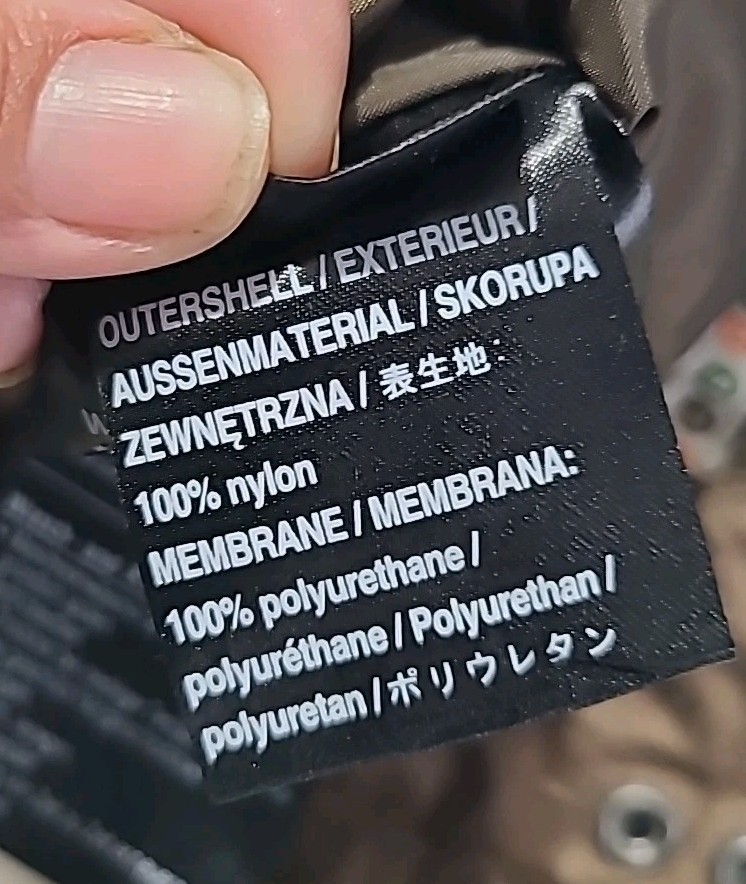 OUTERSHELL / EXTERIEUR /
AUSSENMATERIAL / SKORUPA
ZEWNĘTRZNA / 表生地:
100% nylon
MEMBRANE / MEMBRANA:
100% polyurethane /
polyuréthane / Polyurethan /
polyuretan / ポリウレタン